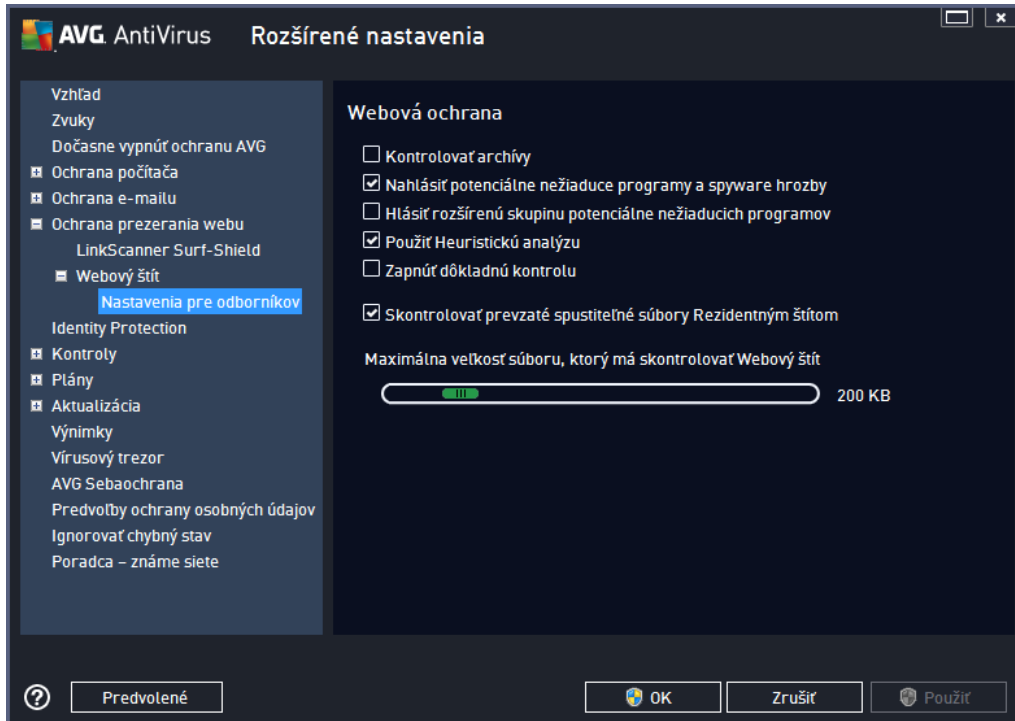 AVG. AntiVirus Rozšírené nastavenia
Vzhľad
Zvuky
Dočasne vypnúť ochranu AVG
Ochrana počítača
Ochrana e-mailu
Ochrana prezerania webu
LinkScanner Surf-Shield
Webový štít
Nastavenia pre odborníkov
Identity Protection
Kontroly
Plány
Aktualizácia
Výnimky
Vírusový trezor
AVG Sebaochrana
Predvoľby ochrany osobných údajov
Ignorovať chybný stav
Poradca – známe siete
Webová ochrana
Kontrolovať archívy
Nahlásiť potenciálne nežiaduce programy a spyware hrozby
Hlásiť rozšírenú skupinu potenciálne nežiaducich programov
Použiť Heuristickú analýzu
Zapnúť dôkladnú kontrolu
Skontrolovať prevzaté spustiteľné súbory Rezidentným štítom
Maximálna veľkosť súboru, ktorý má skontrolovať Webový štít
200 KB
Predvolené
OK
Zrušiť
Použiť